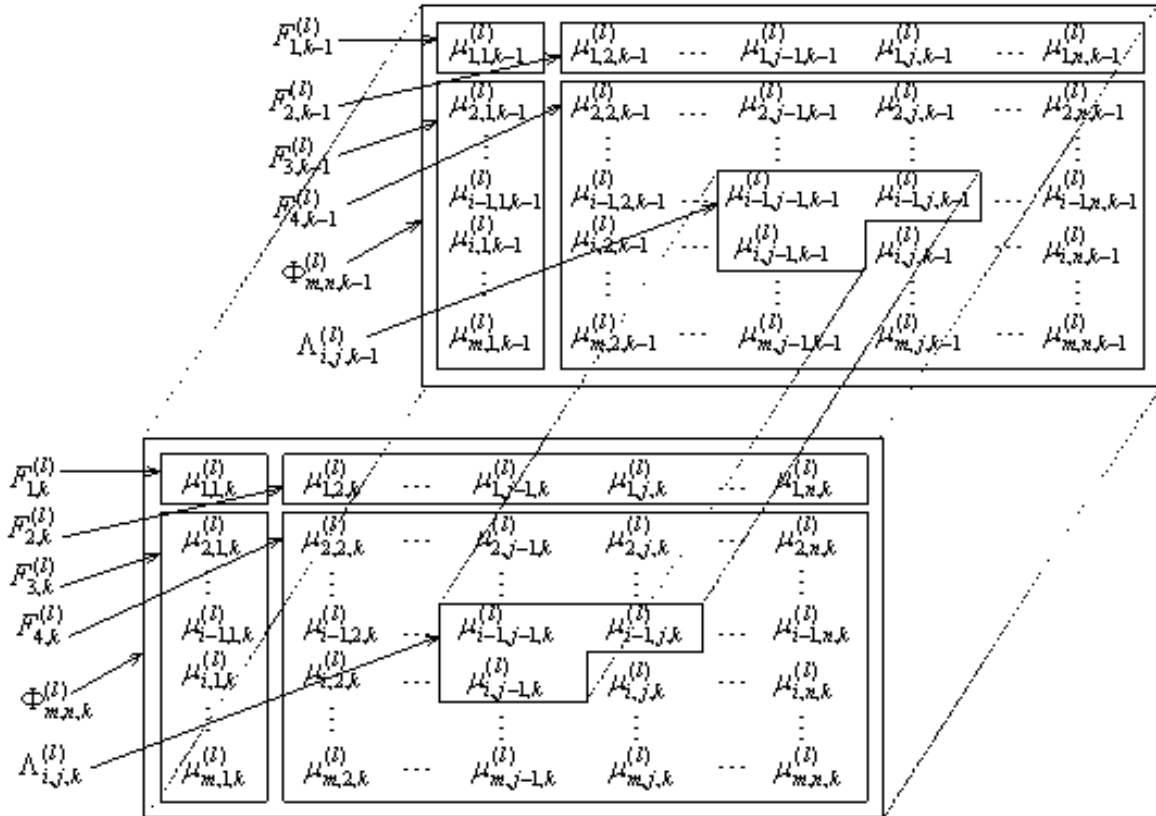 F_{1,k-1}^{(l)} μ_{1,1,k-1}^{(l)} μ_{1,2,k-1}^{(l)} ... μ_{1,j-1,k-1}^{(l)} μ_{1,j,k-1}^{(l)} ... μ_{1,n,k-1}^{(l)}
F_{2,k-1}^{(l)} μ_{2,1,k-1}^{(l)} μ_{2,2,k-1}^{(l)} ... μ_{2,j-1,k-1}^{(l)} μ_{2,j,k-1}^{(l)} ... μ_{2,n,k-1}^{(l)}
F_{3,k-1}^{(l)} ⋮ ⋮ ⋮ ⋮
F_{4,k-1}^{(l)} μ_{i-1,1,k-1}^{(l)} μ_{i-1,2,k-1}^{(l)} ... μ_{i-1,j-1,k-1}^{(l)} μ_{i-1,j,k-1}^{(l)} ... μ_{i-1,n,k-1}^{(l)}
μ_{i,1,k-1}^{(l)} μ_{i,2,k-1}^{(l)} ... μ_{i,j-1,k-1}^{(l)} μ_{i,j,k-1}^{(l)} ... μ_{i,n,k-1}^{(l)}
Φ_{m,n,k-1}^{(l)} ⋮ ⋮ ⋮ ⋮
Λ_{i,j,k-1}^{(l)} μ_{m,1,k-1}^{(l)} μ_{m,2,k-1}^{(l)} ... μ_{m,j-1,k-1}^{(l)} μ_{m,j,k-1}^{(l)} ... μ_{m,n,k-1}^{(l)}
F_{1,k}^{(l)} μ_{1,1,k}^{(l)} μ_{1,2,k}^{(l)} ... μ_{1,j-1,k}^{(l)} μ_{1,j,k}^{(l)} ... μ_{1,n,k}^{(l)}
F_{2,k}^{(l)} μ_{2,1,k}^{(l)} μ_{2,2,k}^{(l)} ... μ_{2,j-1,k}^{(l)} μ_{2,j,k}^{(l)} ... μ_{2,n,k}^{(l)}
F_{3,k}^{(l)} ⋮ ⋮ ⋮ ⋮ ⋮
F_{4,k}^{(l)} μ_{i-1,1,k}^{(l)} μ_{i-1,2,k}^{(l)} ... μ_{i-1,j-1,k}^{(l)} μ_{i-1,j,k}^{(l)} ... μ_{i-1,n,k}^{(l)}
Φ_{m,n,k}^{(l)} μ_{i,1,k}^{(l)} μ_{i,2,k}^{(l)} ... μ_{i,j-1,k}^{(l)} μ_{i,j,k}^{(l)} ... μ_{i,n,k}^{(l)}
⋮ ⋮ ⋮ ⋮ ⋮
Λ_{i,j,k}^{(l)} μ_{m,1,k}^{(l)} μ_{m,2,k}^{(l)} ... μ_{m,j-1,k}^{(l)} μ_{m,j,k}^{(l)} ... μ_{m,n,k}^{(l)}